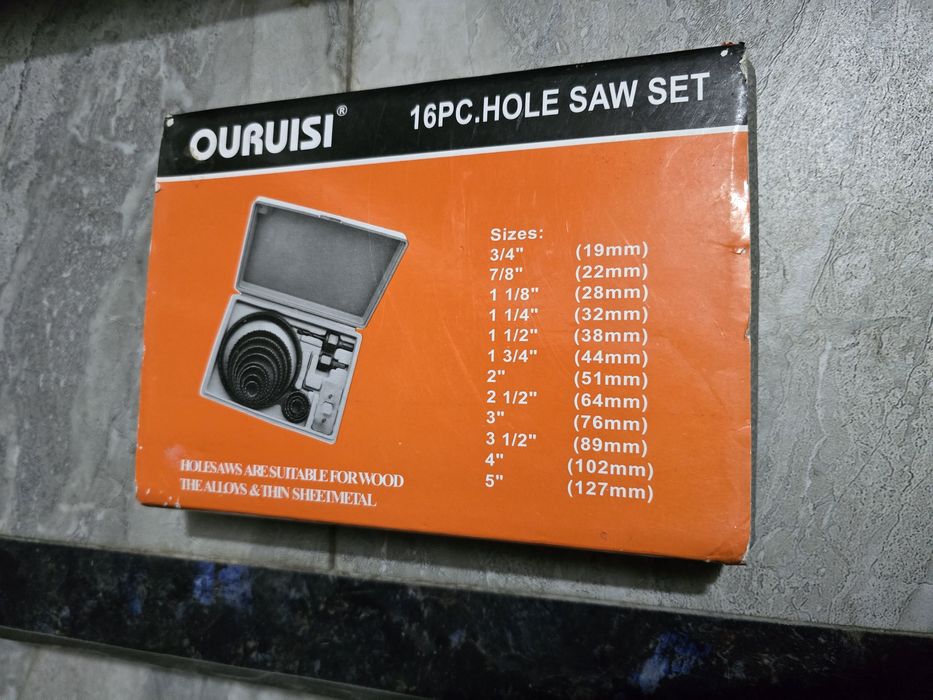 OURUISI®
16PC.HOLE SAW SET
Sizes:
3/4" (19mm)
7/8" (22mm)
1 1/8" (28mm)
1 1/4" (32mm)
1 1/2" (38mm)
1 3/4" (44mm)
2" (51mm)
2 1/2" (64mm)
3" (76mm)
3 1/2" (89mm)
4" (102mm)
5" (127mm)
HOLESAWS ARE SUITABLE FOR WOOD
THE ALLOYS & THIN SHEETMETAL